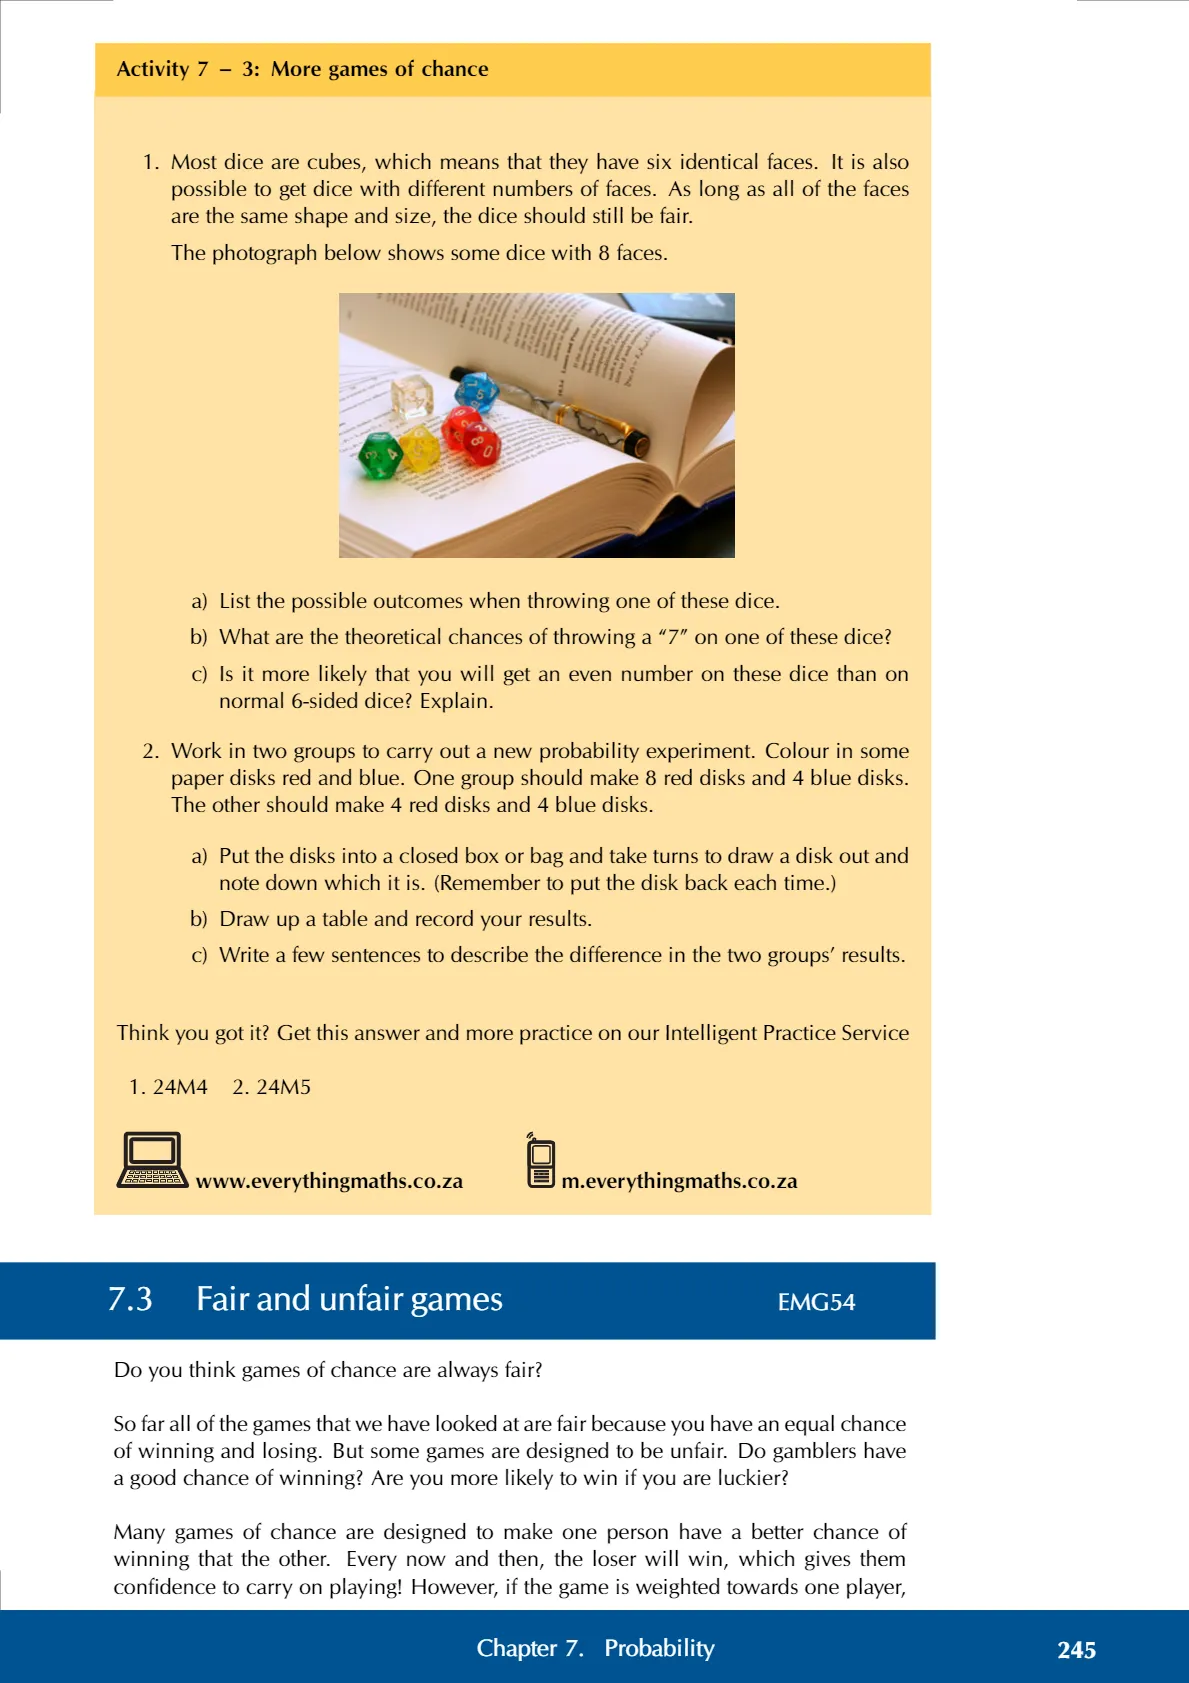 Activity 7 – 3: More games of chance
1. Most dice are cubes, which means that they have six identical faces. It is also
possible to get dice with different numbers of faces. As long as all of the faces
are the same shape and size, the dice should still be fair.
The photograph below shows some dice with 8 faces.
a) List the possible outcomes when throwing one of these dice.
b) What are the theoretical chances of throwing a “7” on one of these dice?
c) Is it more likely that you will get an even number on these dice than on
normal 6-sided dice? Explain.
2. Work in two groups to carry out a new probability experiment. Colour in some
paper disks red and blue. One group should make 8 red disks and 4 blue disks.
The other should make 4 red disks and 4 blue disks.
a) Put the disks into a closed box or bag and take turns to draw a disk out and
note down which it is. (Remember to put the disk back each time.)
b) Draw up a table and record your results.
c) Write a few sentences to describe the difference in the two groups’ results.
Think you got it? Get this answer and more practice on our Intelligent Practice Service
1. 24M4 2. 24M5
www.everythingmaths.co.za m.everythingmaths.co.za
7.3 Fair and unfair games EMG54
Do you think games of chance are always fair?
So far all of the games that we have looked at are fair because you have an equal chance
of winning and losing. But some games are designed to be unfair. Do gamblers have
a good chance of winning? Are you more likely to win if you are luckier?
Many games of chance are designed to make one person have a better chance of
winning that the other. Every now and then, the loser will win, which gives them
confidence to carry on playing! However, if the game is weighted towards one player,
Chapter 7. Probability 245